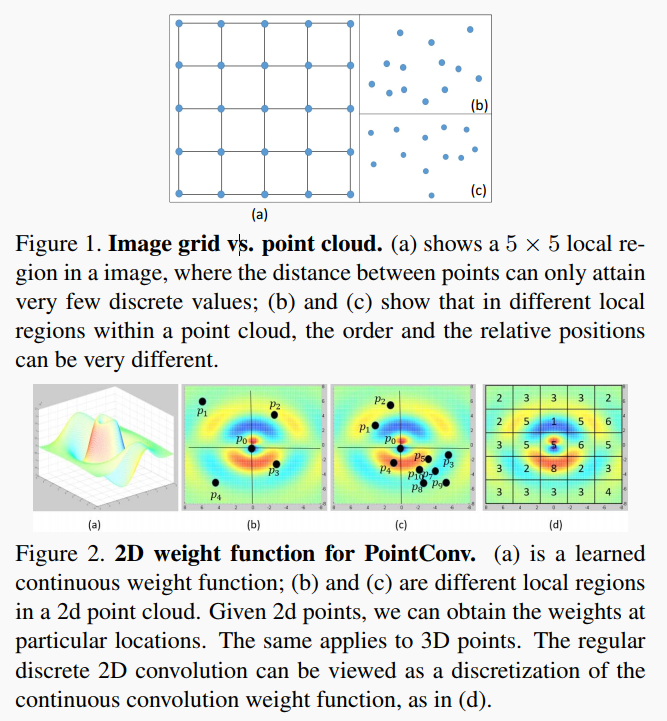 (b)
(c)
(a)
Figure 1. Image grid vs. point cloud. (a) shows a 5 × 5 local re-
gion in a image, where the distance between points can only attain
very few discrete values; (b) and (c) show that in different local
regions within a point cloud, the order and the relative positions
can be very different.
p1 p2 p0 p3 p4
p2 p1 p0 p5 p3 p4 p10 p7 p8 p9
2 3 3 3 2
2 5 1 5 6
3 5 5 6 5
3 2 8 2 3
3 3 3 3 4
(a) (b) (c) (d)
Figure 2. 2D weight function for PointConv. (a) is a learned
continuous weight function; (b) and (c) are different local regions
in a 2d point cloud. Given 2d points, we can obtain the weights at
particular locations. The same applies to 3D points. The regular
discrete 2D convolution can be viewed as a discretization of the
continuous convolution weight function, as in (d).